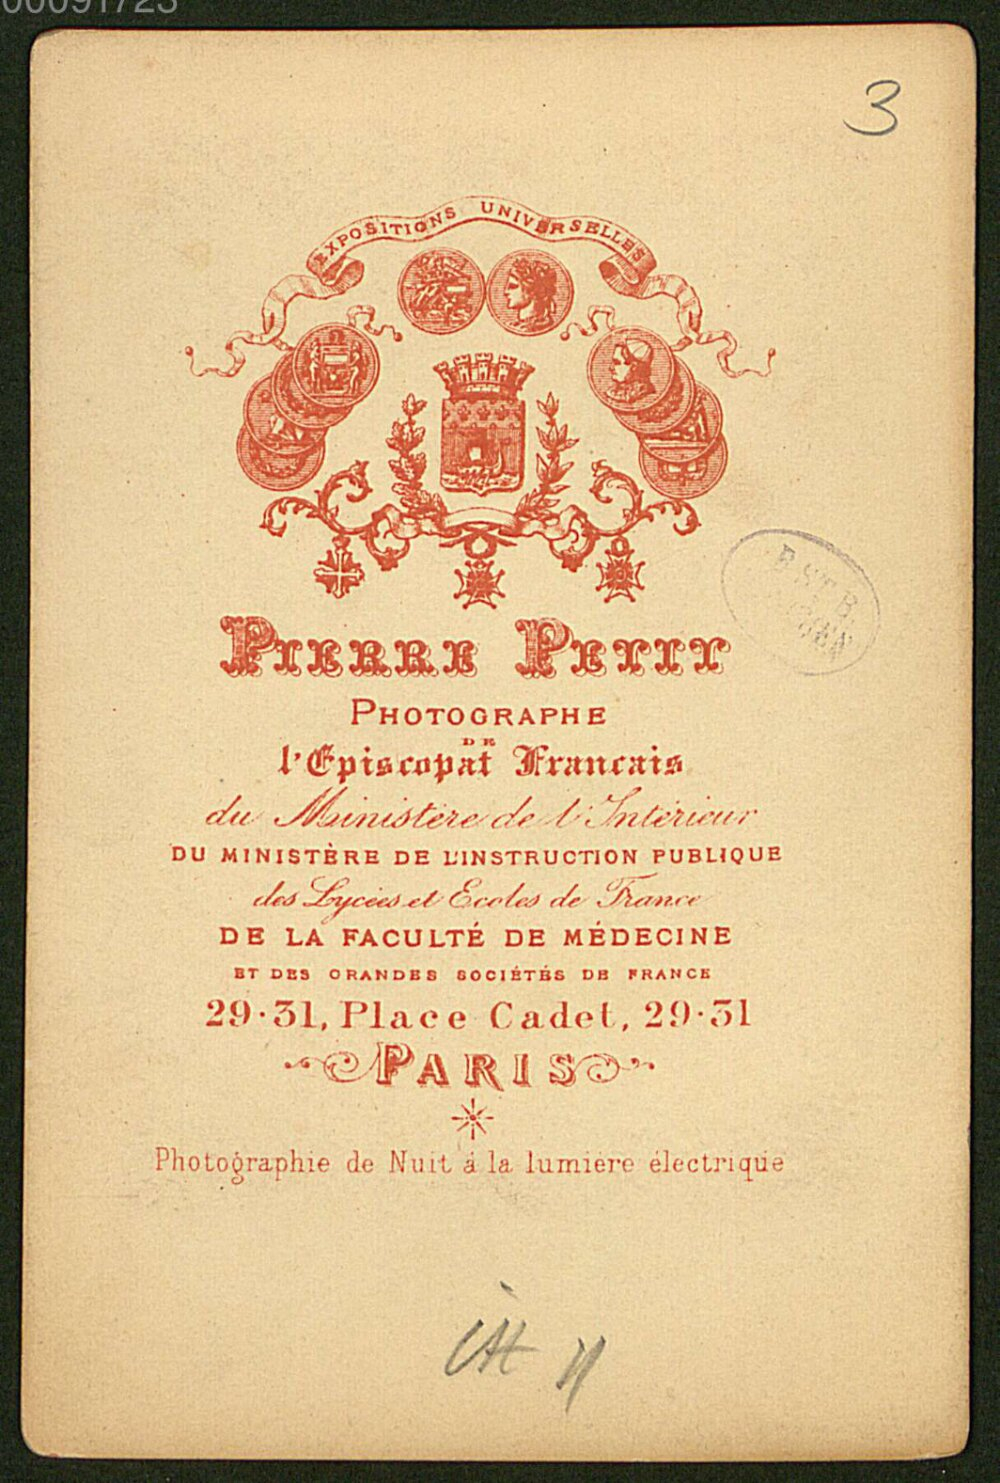 00091723
3
EXPOSITIONS UNIVERSELLES
PIERRE PETIT
PHOTOGRAPHE
DE
l'Episcopat Francais
du Ministère de l'Intérieur
DU MINISTÈRE DE L'INSTRUCTION PUBLIQUE
des Lycées et Ecoles de France
DE LA FACULTÉ DE MÉDECINE
ET DES GRANDES SOCIÉTÉS DE FRANCE
29·31, Place Cadet, 29·31
PARIS
Photographie de Nuit à la lumière électrique